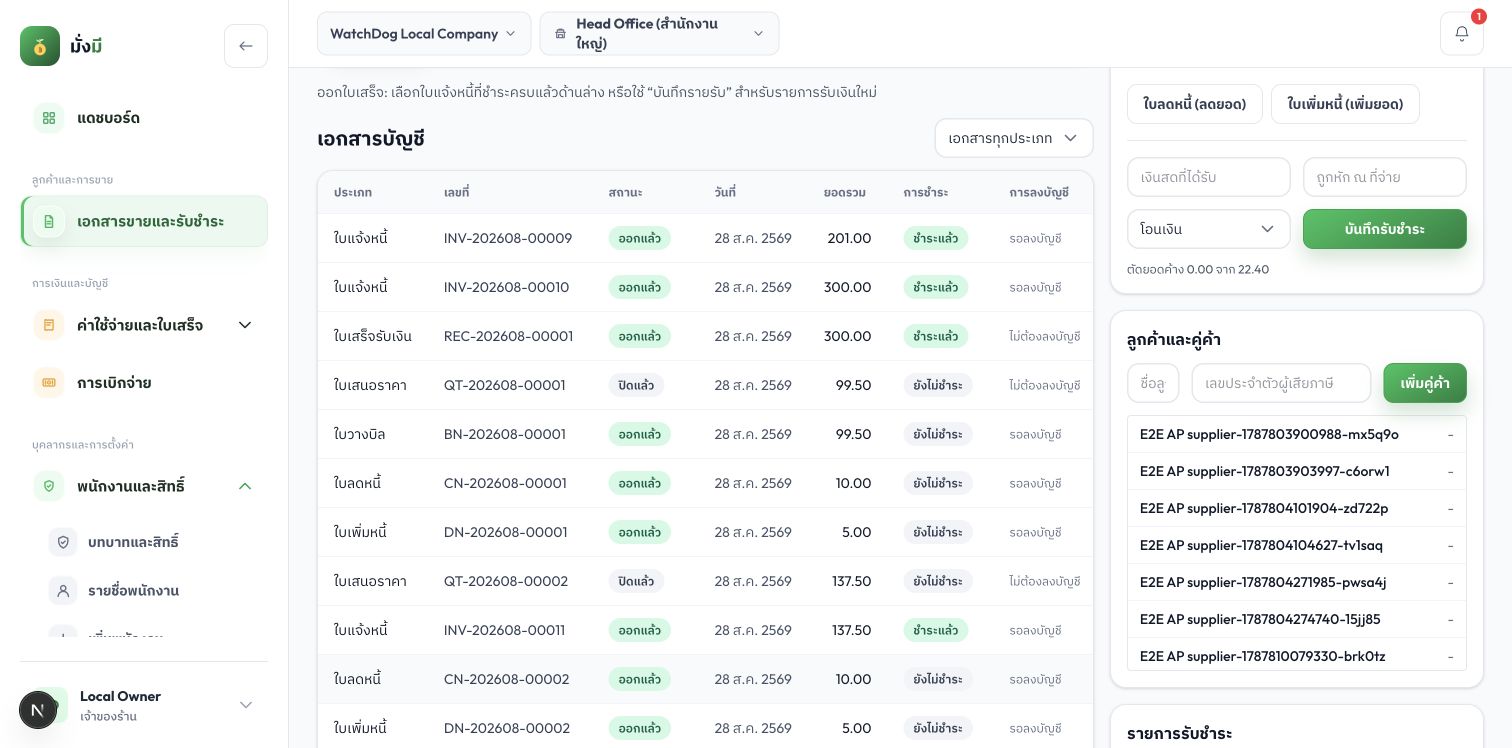 มั่งมี
แดชบอร์ด
ลูกค้าและการขาย
เอกสารขายและรับชำระ
การเงินและบัญชี
ค่าใช้จ่ายและใบเสร็จ
การเบิกจ่าย
บุคลากรและการตั้งค่า
พนักงานและสิทธิ์
บทบาทและสิทธิ์
รายชื่อพนักงาน
N
Local Owner
เจ้าของร้าน
WatchDog Local Company
Head Office (สำนักงาน
ใหญ่)
1
ออกใบเสร็จ: เลือกใบแจ้งหนี้ที่ชำระครบแล้วด้านล่าง หรือใช้ “บันทึกรายรับ” สำหรับรายการรับเงินใหม่
เอกสารบัญชี
เอกสารทุกประเภท
ประเภท เลขที่ สถานะ วันที่ ยอดรวม การชำระ การลงบัญชี
ใบแจ้งหนี้ INV-202608-00009 ออกแล้ว 28 ส.ค. 2569 201.00 ชำระแล้ว รอลงบัญชี
ใบแจ้งหนี้ INV-202608-00010 ออกแล้ว 28 ส.ค. 2569 300.00 ชำระแล้ว รอลงบัญชี
ใบเสร็จรับเงิน REC-202608-00001 ออกแล้ว 28 ส.ค. 2569 300.00 ชำระแล้ว ไม่ต้องลงบัญชี
ใบเสนอราคา QT-202608-00001 ปิดแล้ว 28 ส.ค. 2569 99.50 ยังไม่ชำระ ไม่ต้องลงบัญชี
ใบวางบิล BN-202608-00001 ออกแล้ว 28 ส.ค. 2569 99.50 ยังไม่ชำระ รอลงบัญชี
ใบลดหนี้ CN-202608-00001 ออกแล้ว 28 ส.ค. 2569 10.00 ยังไม่ชำระ รอลงบัญชี
ใบเพิ่มหนี้ DN-202608-00001 ออกแล้ว 28 ส.ค. 2569 5.00 ยังไม่ชำระ รอลงบัญชี
ใบเสนอราคา QT-202608-00002 ปิดแล้ว 28 ส.ค. 2569 137.50 ยังไม่ชำระ ไม่ต้องลงบัญชี
ใบแจ้งหนี้ INV-202608-00011 ออกแล้ว 28 ส.ค. 2569 137.50 ชำระแล้ว รอลงบัญชี
ใบลดหนี้ CN-202608-00002 ออกแล้ว 28 ส.ค. 2569 10.00 ยังไม่ชำระ รอลงบัญชี
ใบเพิ่มหนี้ DN-202608-00002 ออกแล้ว 28 ส.ค. 2569 5.00 ยังไม่ชำระ รอลงบัญชี
ใบลดหนี้ (ลดยอด) ใบเพิ่มหนี้ (เพิ่มยอด)
เงินสดที่ได้รับ ถูกหัก ณ ที่จ่าย
โอนเงิน บันทึกรับชำระ
ตัดยอดค้าง 0.00 จาก 22.40
ลูกค้าและคู่ค้า
ชื่อลู เลขประจำตัวผู้เสียภาษี เพิ่มคู่ค้า
E2E AP supplier-1787803900988-mx5q9o -
E2E AP supplier-1787803903997-c6orw1 -
E2E AP supplier-1787804101904-zd722p -
E2E AP supplier-1787804104627-tv1saq -
E2E AP supplier-1787804271985-pwsa4j -
E2E AP supplier-1787804274740-15jj85 -
E2E AP supplier-1787810079330-brk0tz -
รายการรับชำระ